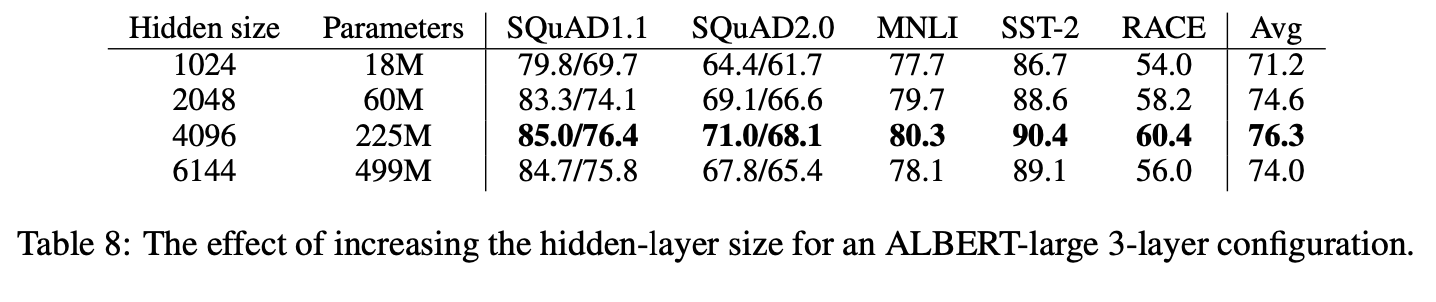 Hidden size Parameters SQuAD1.1 SQuAD2.0 MNLI SST-2 RACE Avg
1024 18M 79.8/69.7 64.4/61.7 77.7 86.7 54.0 71.2
2048 60M 83.3/74.1 69.1/66.6 79.7 88.6 58.2 74.6
4096 225M 85.0/76.4 71.0/68.1 80.3 90.4 60.4 76.3
6144 499M 84.7/75.8 67.8/65.4 78.1 89.1 56.0 74.0
Table 8: The effect of increasing the hidden-layer size for an ALBERT-large 3-layer configuration.